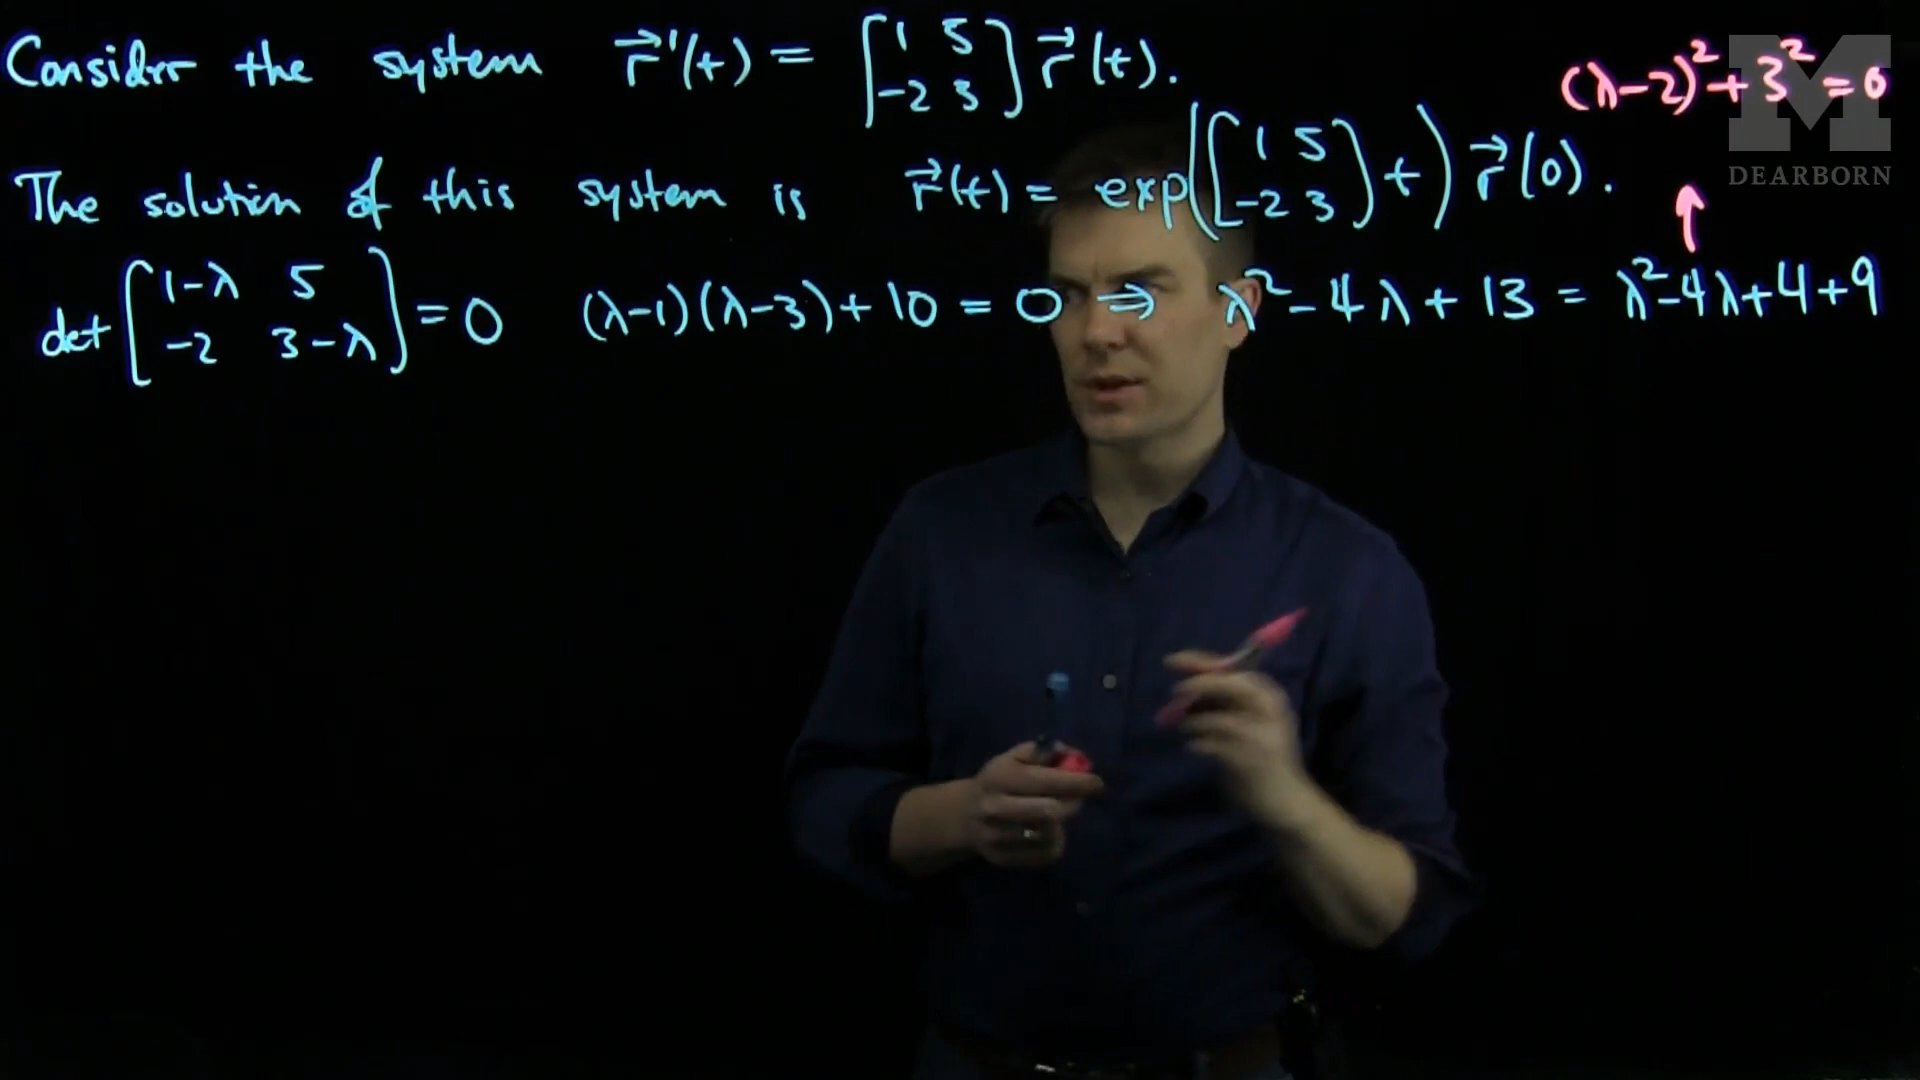 Consider the system r⃗'(t) = [1 5; -2 3] r⃗(t).
(λ-2)² + 3² = 0
M
DEARBORN
The solution of this system is r⃗(t) = exp([1 5; -2 3] t) r⃗(0).
↑
det [1-λ 5; -2 3-λ] = 0 (λ-1)(λ-3) + 10 = 0 ⇒ λ² - 4λ + 13 = λ² - 4λ + 4 + 9